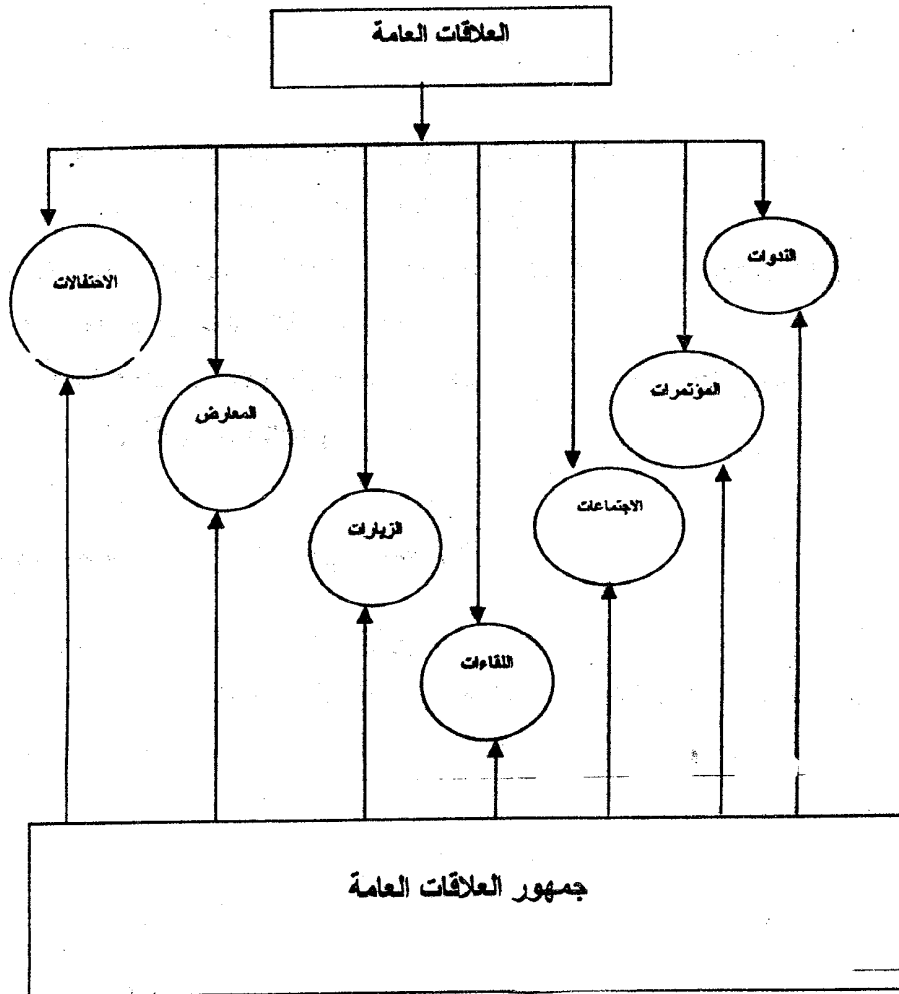 العلاقات العامة
الندوات
الاحتفالات
المؤتمرات
المعارض
الاجتماعات
الزيارات
اللقاءات
جمهور العلاقات العامة